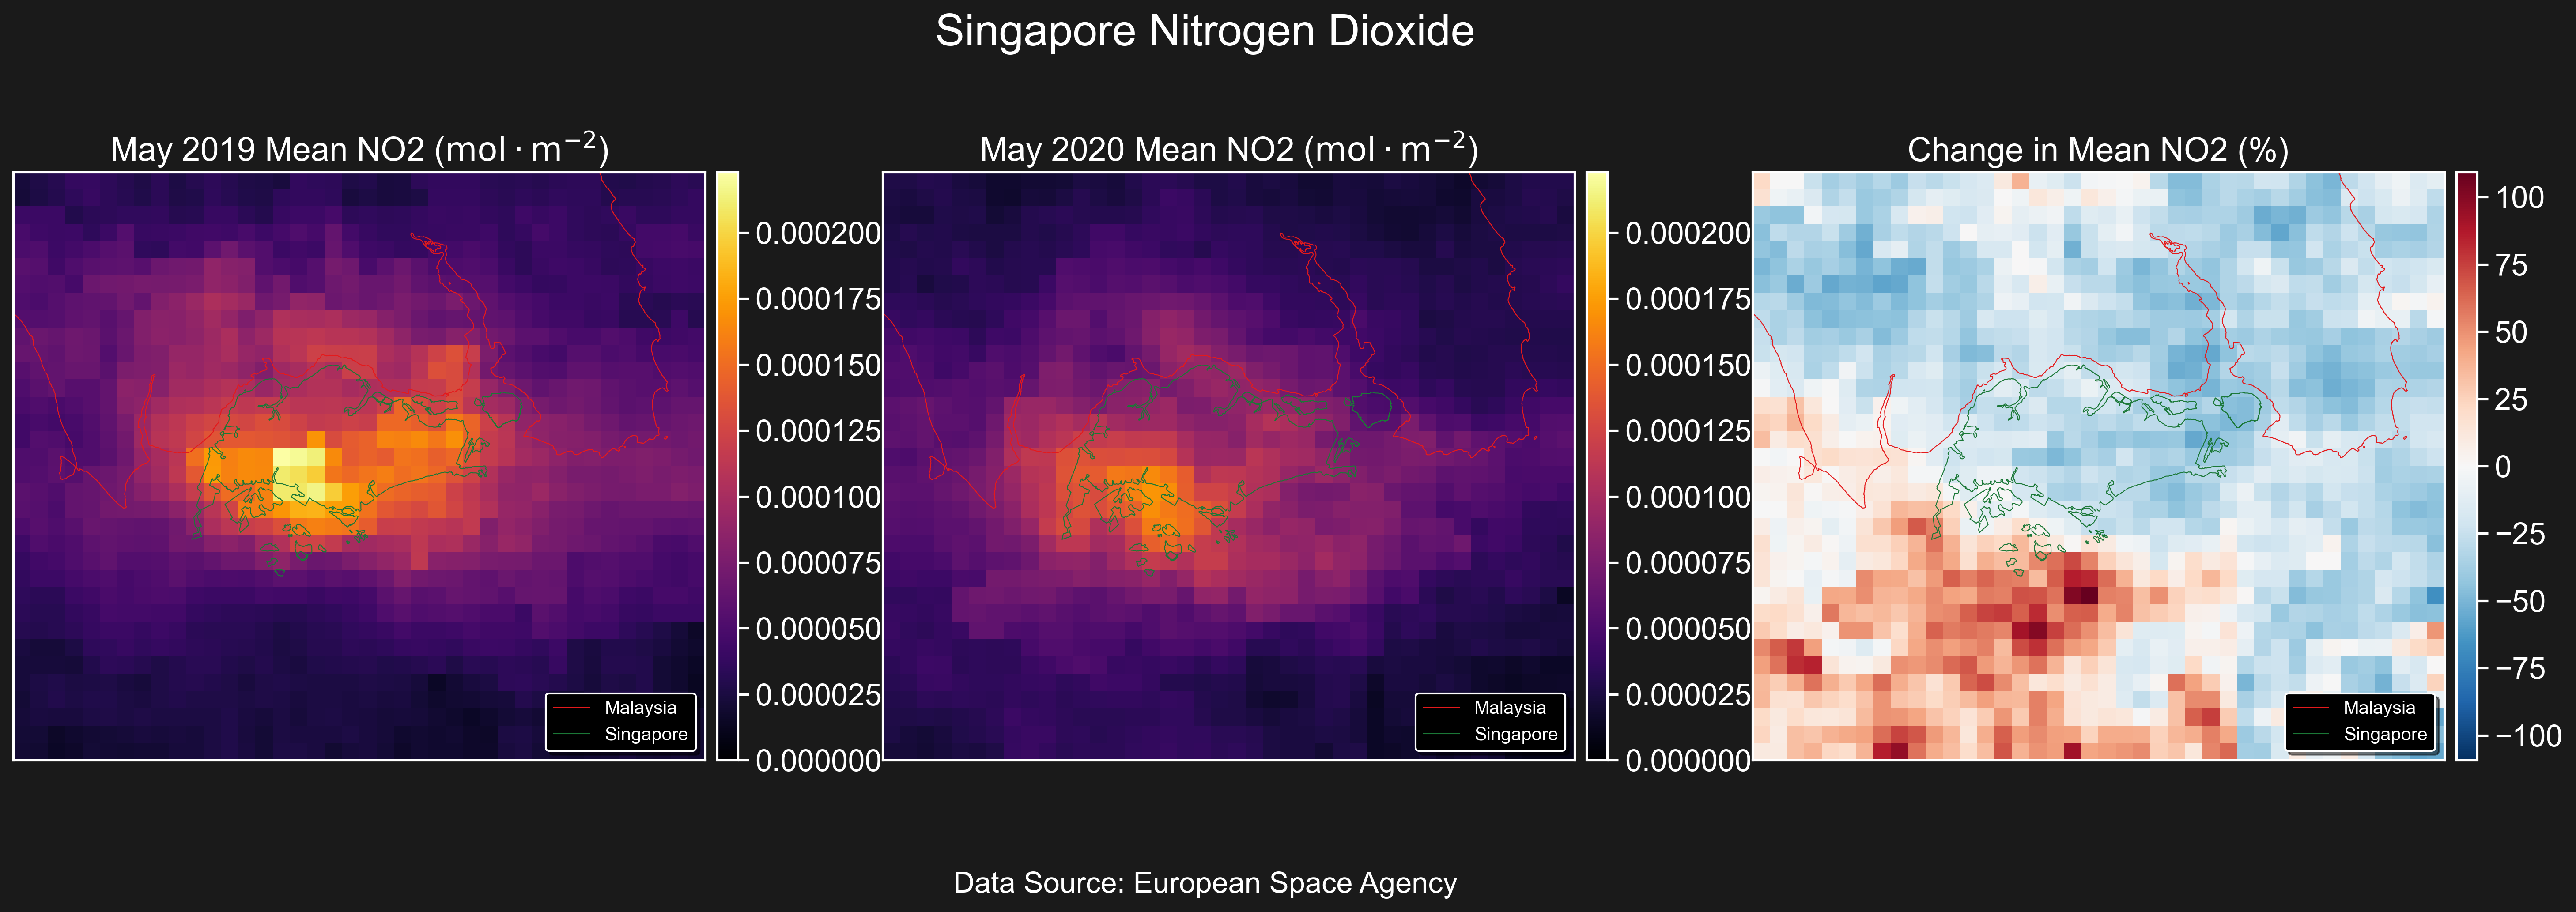 Singapore Nitrogen Dioxide
May 2019 Mean NO2 (mol · m⁻²)
0.000200
0.000175
0.000150
0.000125
0.000100
0.000075
0.000050
0.000025
0.000000
Malaysia
Singapore
May 2020 Mean NO2 (mol · m⁻²)
0.000200
0.000175
0.000150
0.000125
0.000100
0.000075
0.000050
0.000025
0.000000
Malaysia
Singapore
Change in Mean NO2 (%)
100
75
50
25
0
−25
−50
−75
−100
Malaysia
Singapore
Data Source: European Space Agency